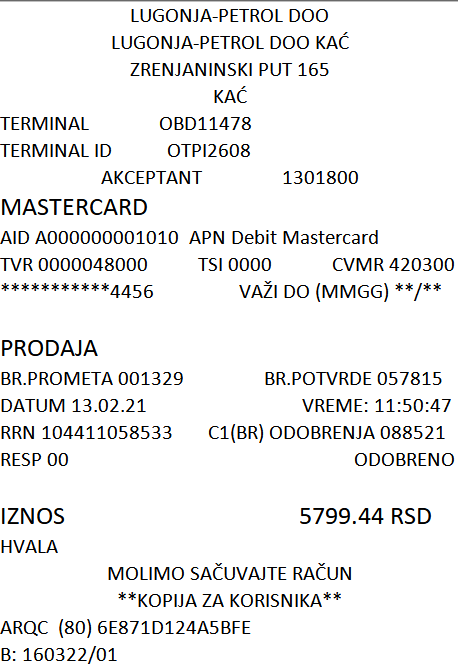 LUGONJA-PETROL DOO
LUGONJA-PETROL DOO KAĆ
ZRENJANINSKI PUT 165
KAĆ
TERMINAL OBD11478
TERMINAL ID OTPI2608
AKCEPTANT 1301800
MASTERCARD
AID A000000001010 APN Debit Mastercard
TVR 0000048000 TSI 0000 CVMR 420300
***********4456 VAŽI DO (MMGG) **/**
PRODAJA
BR.PROMETA 001329 BR.POTVRDE 057815
DATUM 13.02.21 VREME: 11:50:47
RRN 104411058533 C1(BR) ODOBRENJA 088521
RESP 00 ODOBRENO
IZNOS 5799.44 RSD
HVALA
MOLIMO SAČUVAJTE RAČUN
**KOPIJA ZA KORISNIKA**
ARQC (80) 6E871D124A5BFE
B: 160322/01